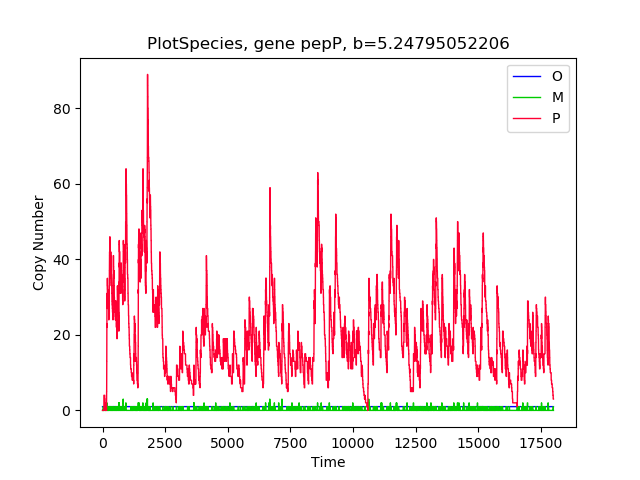 PlotSpecies, gene pepP, b=5.24795052206
O
M
P
80
60
40
20
0
Copy Number
0 2500 5000 7500 10000 12500 15000 17500
Time